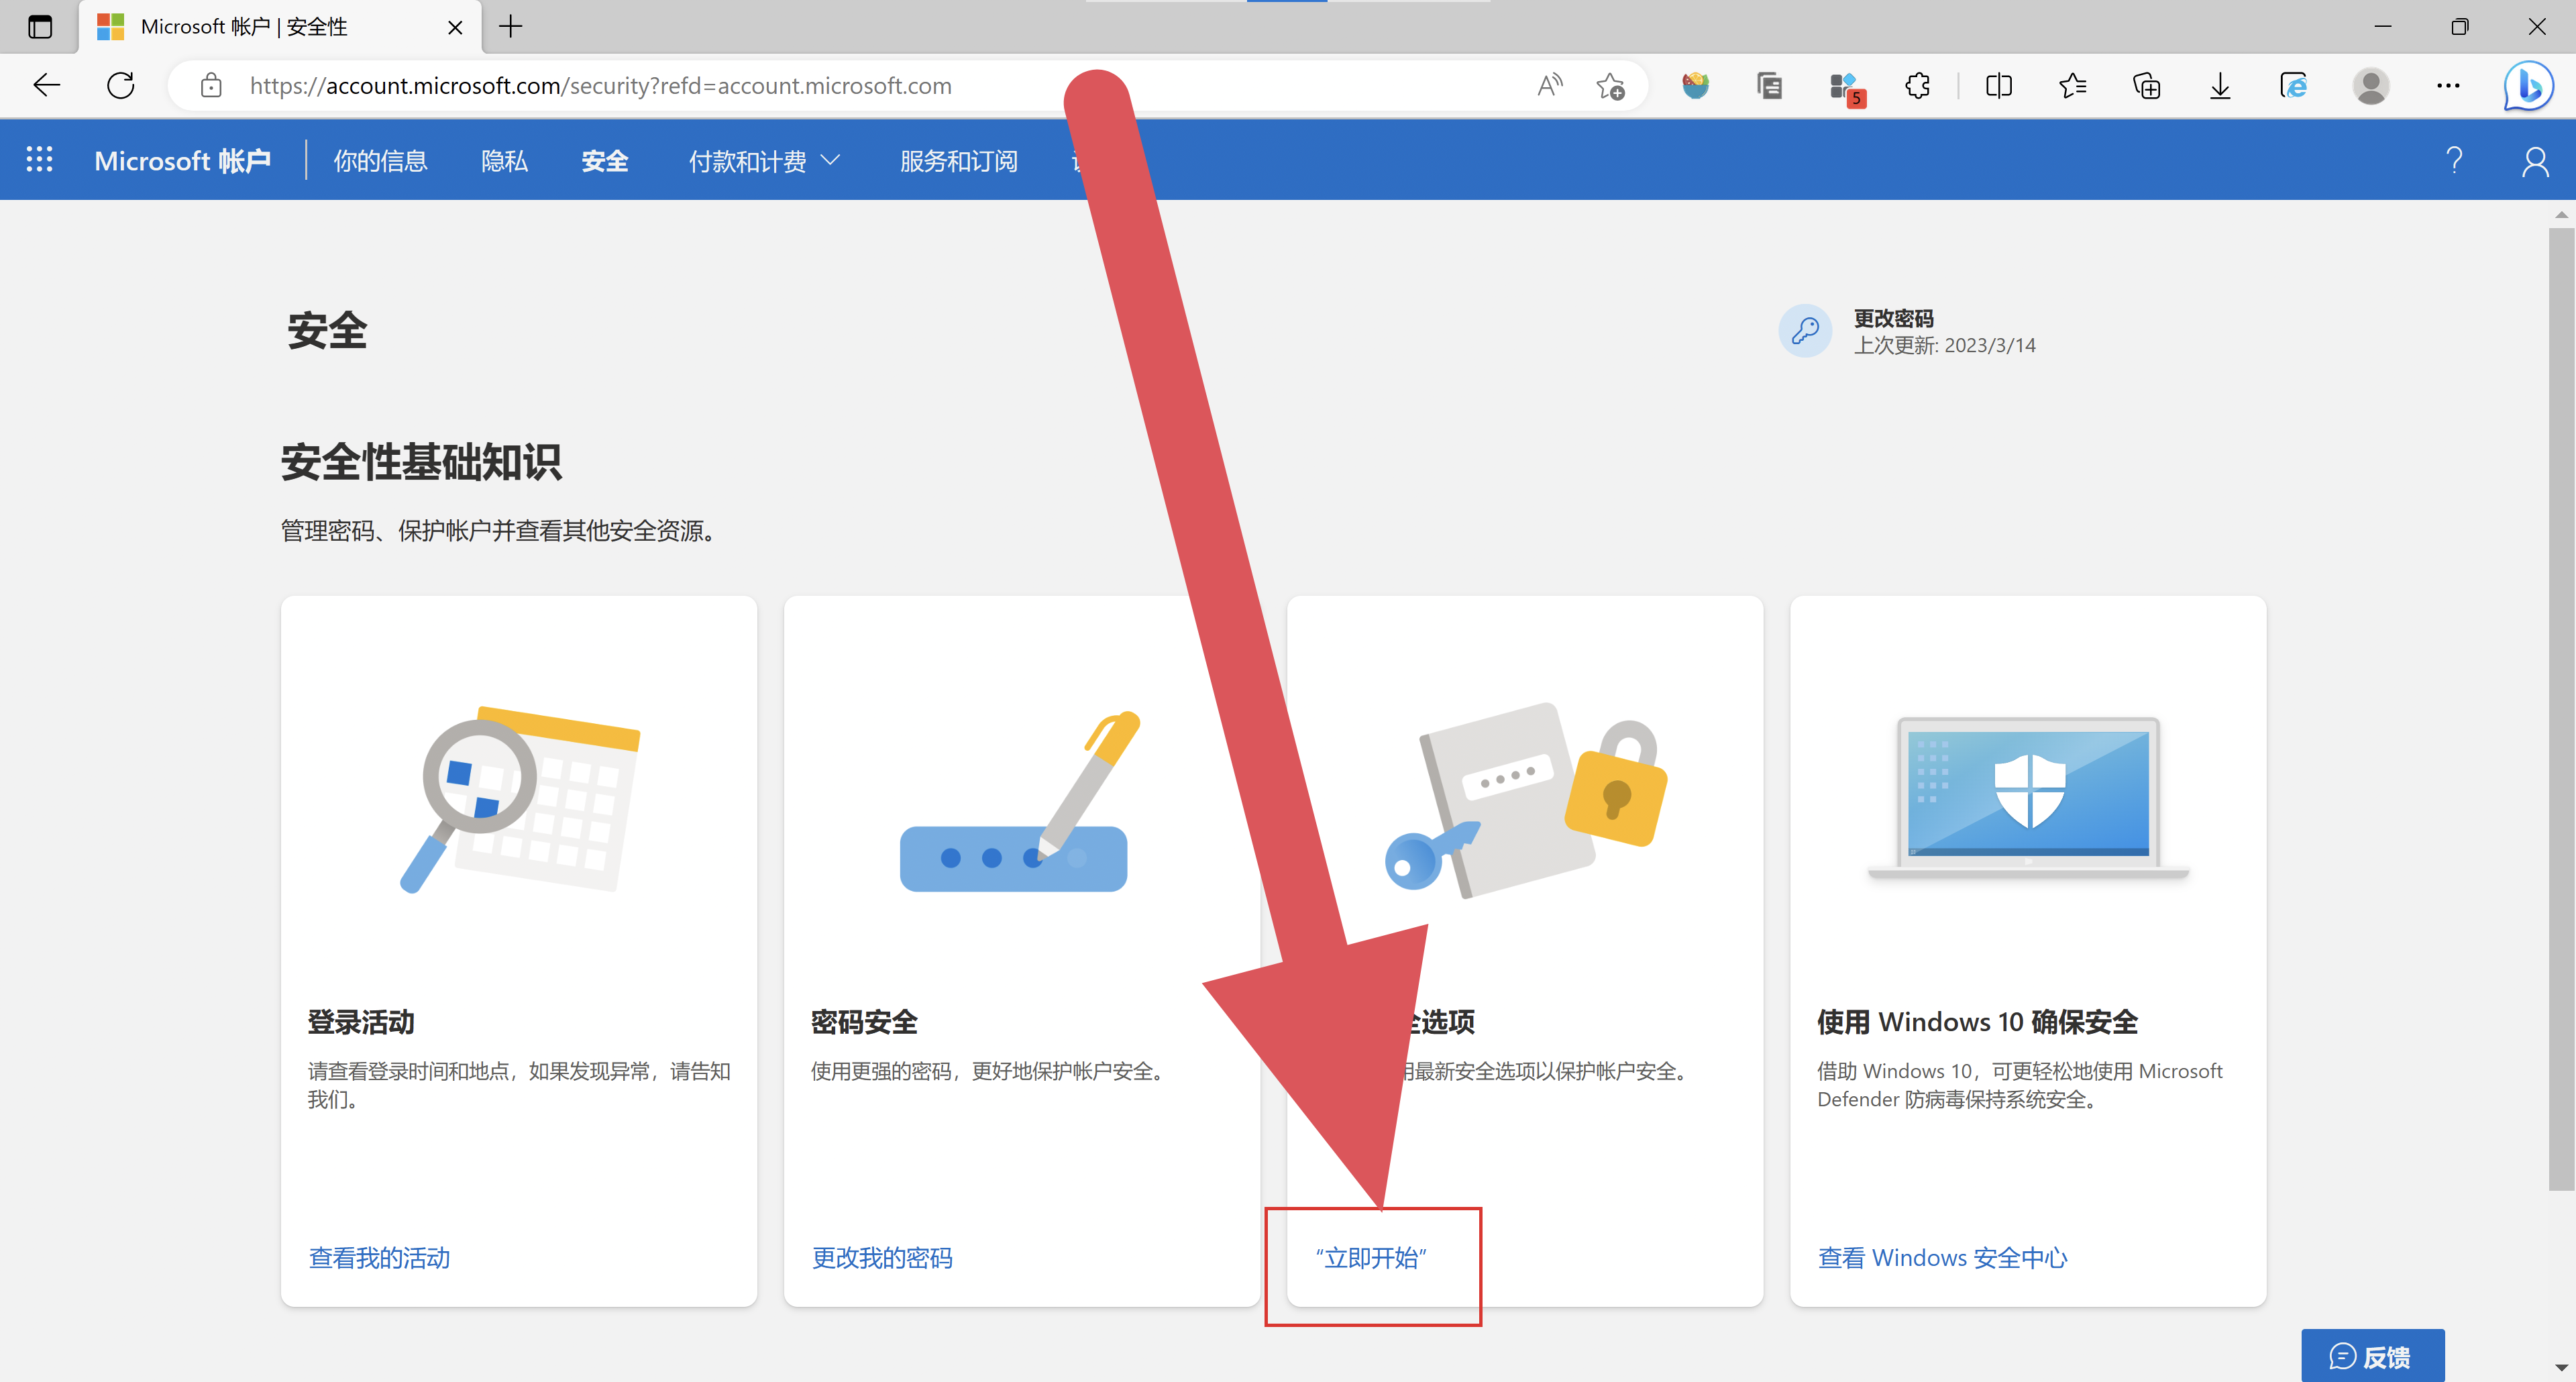 Microsoft 帐户 | 安全性
https://account.microsoft.com/security?refd=account.microsoft.com
5
Microsoft 帐户
你的信息
隐私
安全
付款和计费
服务和订阅
安全
更改密码
上次更新: 2023/3/14
安全性基础知识
管理密码、保护帐户并查看其他安全资源。
登录活动
请查看登录时间和地点，如果发现异常，请告知
我们。
查看我的活动
密码安全
使用更强的密码，更好地保护帐户安全。
更改我的密码
选项
最新安全选项以保护帐户安全。
“立即开始”
使用 Windows 10 确保安全
借助 Windows 10，可更轻松地使用 Microsoft
Defender 防病毒保持系统安全。
查看 Windows 安全中心
反馈